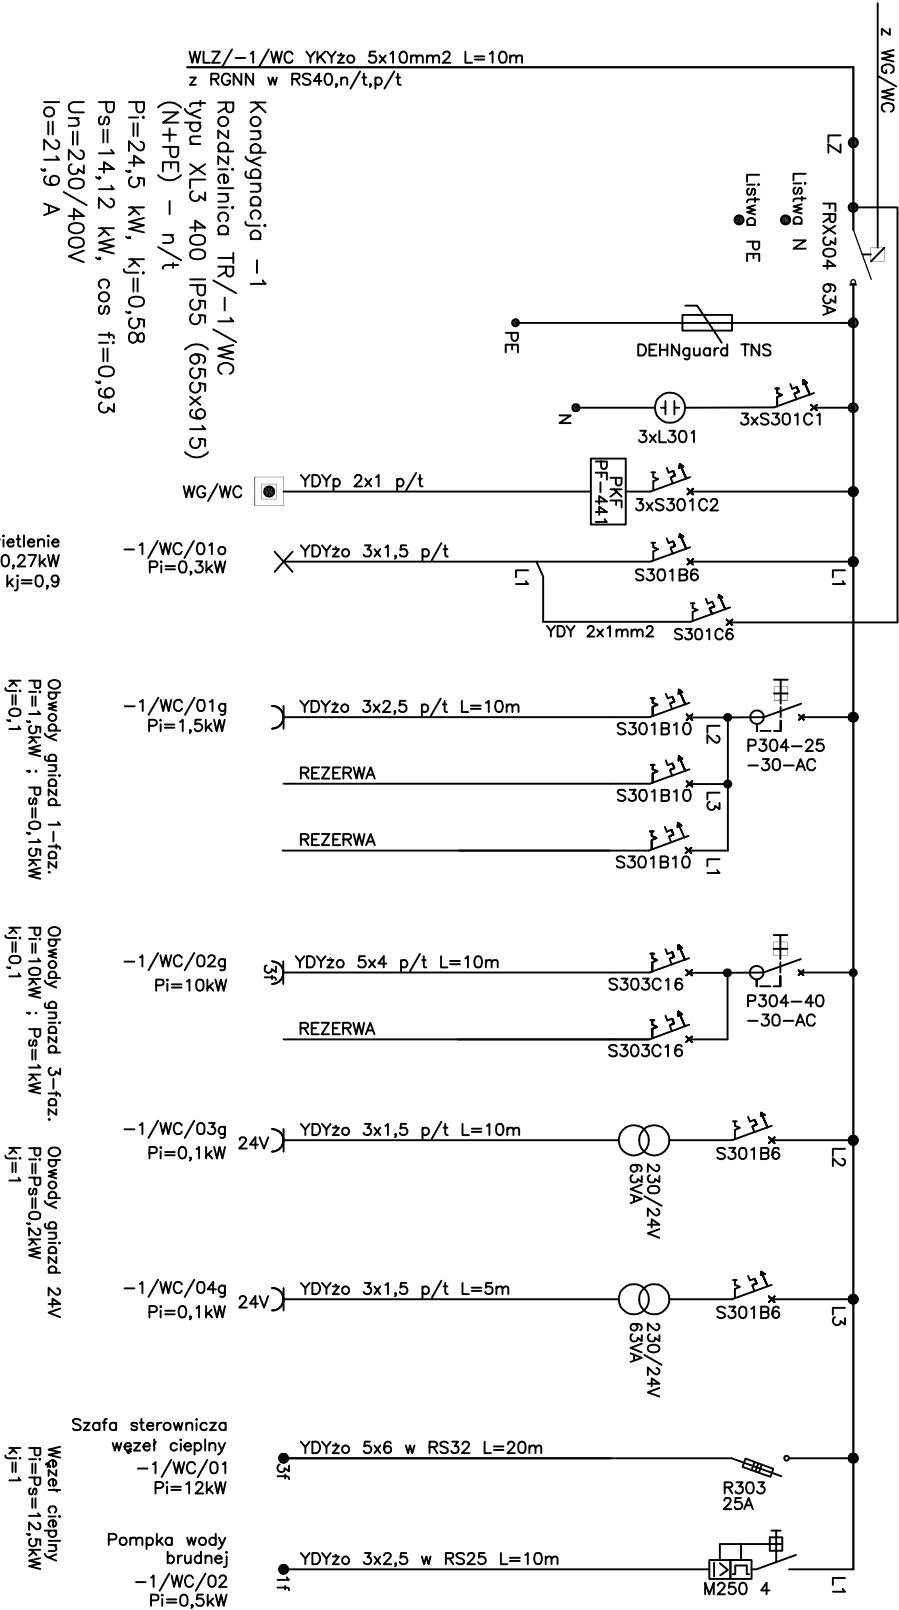 z WG/WC
WLZ/-1/WC YKYżo 5x10mm2 L=10m
z RGNN w RS40,n/t,p/t
LZ
FRX304 63A
Listwa N
Listwa PE
Kondygnacja -1
Rozdzielnica TR/-1/WC
typu XL3 400 IP55 (655x915)
(N+PE) - n/t
Pi=24,5 kW, kj=0,58
Ps=14,12 kW, cos fi=0,93
Un=230/400V
Io=21,9 A
PE
DEHNguard TNS
N
3xL301
3xS301C1
WG/WC
YDYp 2x1 p/t
PKF
PF-441
3xS301C2
ietlenie
0,27kW
kj=0,9
-1/WC/01o
Pi=0,3kW
YDYżo 3x1,5 p/t
L1
S301B6
L1
YDY 2x1mm2
S301C6
Obwody gniazd 1-faz.
Pi=1,5kW ; Ps=0,15kW
kj=0,1
-1/WC/01g
Pi=1,5kW
YDYżo 3x2,5 p/t L=10m
S301B10
L2
P304-25
-30-AC
REZERWA
S301B10
L3
REZERWA
S301B10
L1
Obwody gniazd 3-faz.
Pi=10kW ; Ps=1kW
kj=0,1
-1/WC/02g
Pi=10kW
3f
YDYżo 5x4 p/t L=10m
S303C16
P304-40
-30-AC
REZERWA
S303C16
Obwody gniazd 24V
Pi=Ps=0,2kW
kj=1
-1/WC/03g
Pi=0,1kW
24V
YDYżo 3x1,5 p/t L=10m
230/24V
63VA
S301B6
L2
-1/WC/04g
Pi=0,1kW
24V
YDYżo 3x1,5 p/t L=5m
230/24V
63VA
S301B6
L3
Węzeł cieplny
Pi=Ps=12,5kW
kj=1
Szafa sterownicza
węzeł cieplny
-1/WC/01
Pi=12kW
3f
YDYżo 5x6 w RS32 L=20m
R303
25A
Pompka wody
brudnej
-1/WC/02
Pi=0,5kW
1f
YDYżo 3x2,5 w RS25 L=10m
M250 4
L1